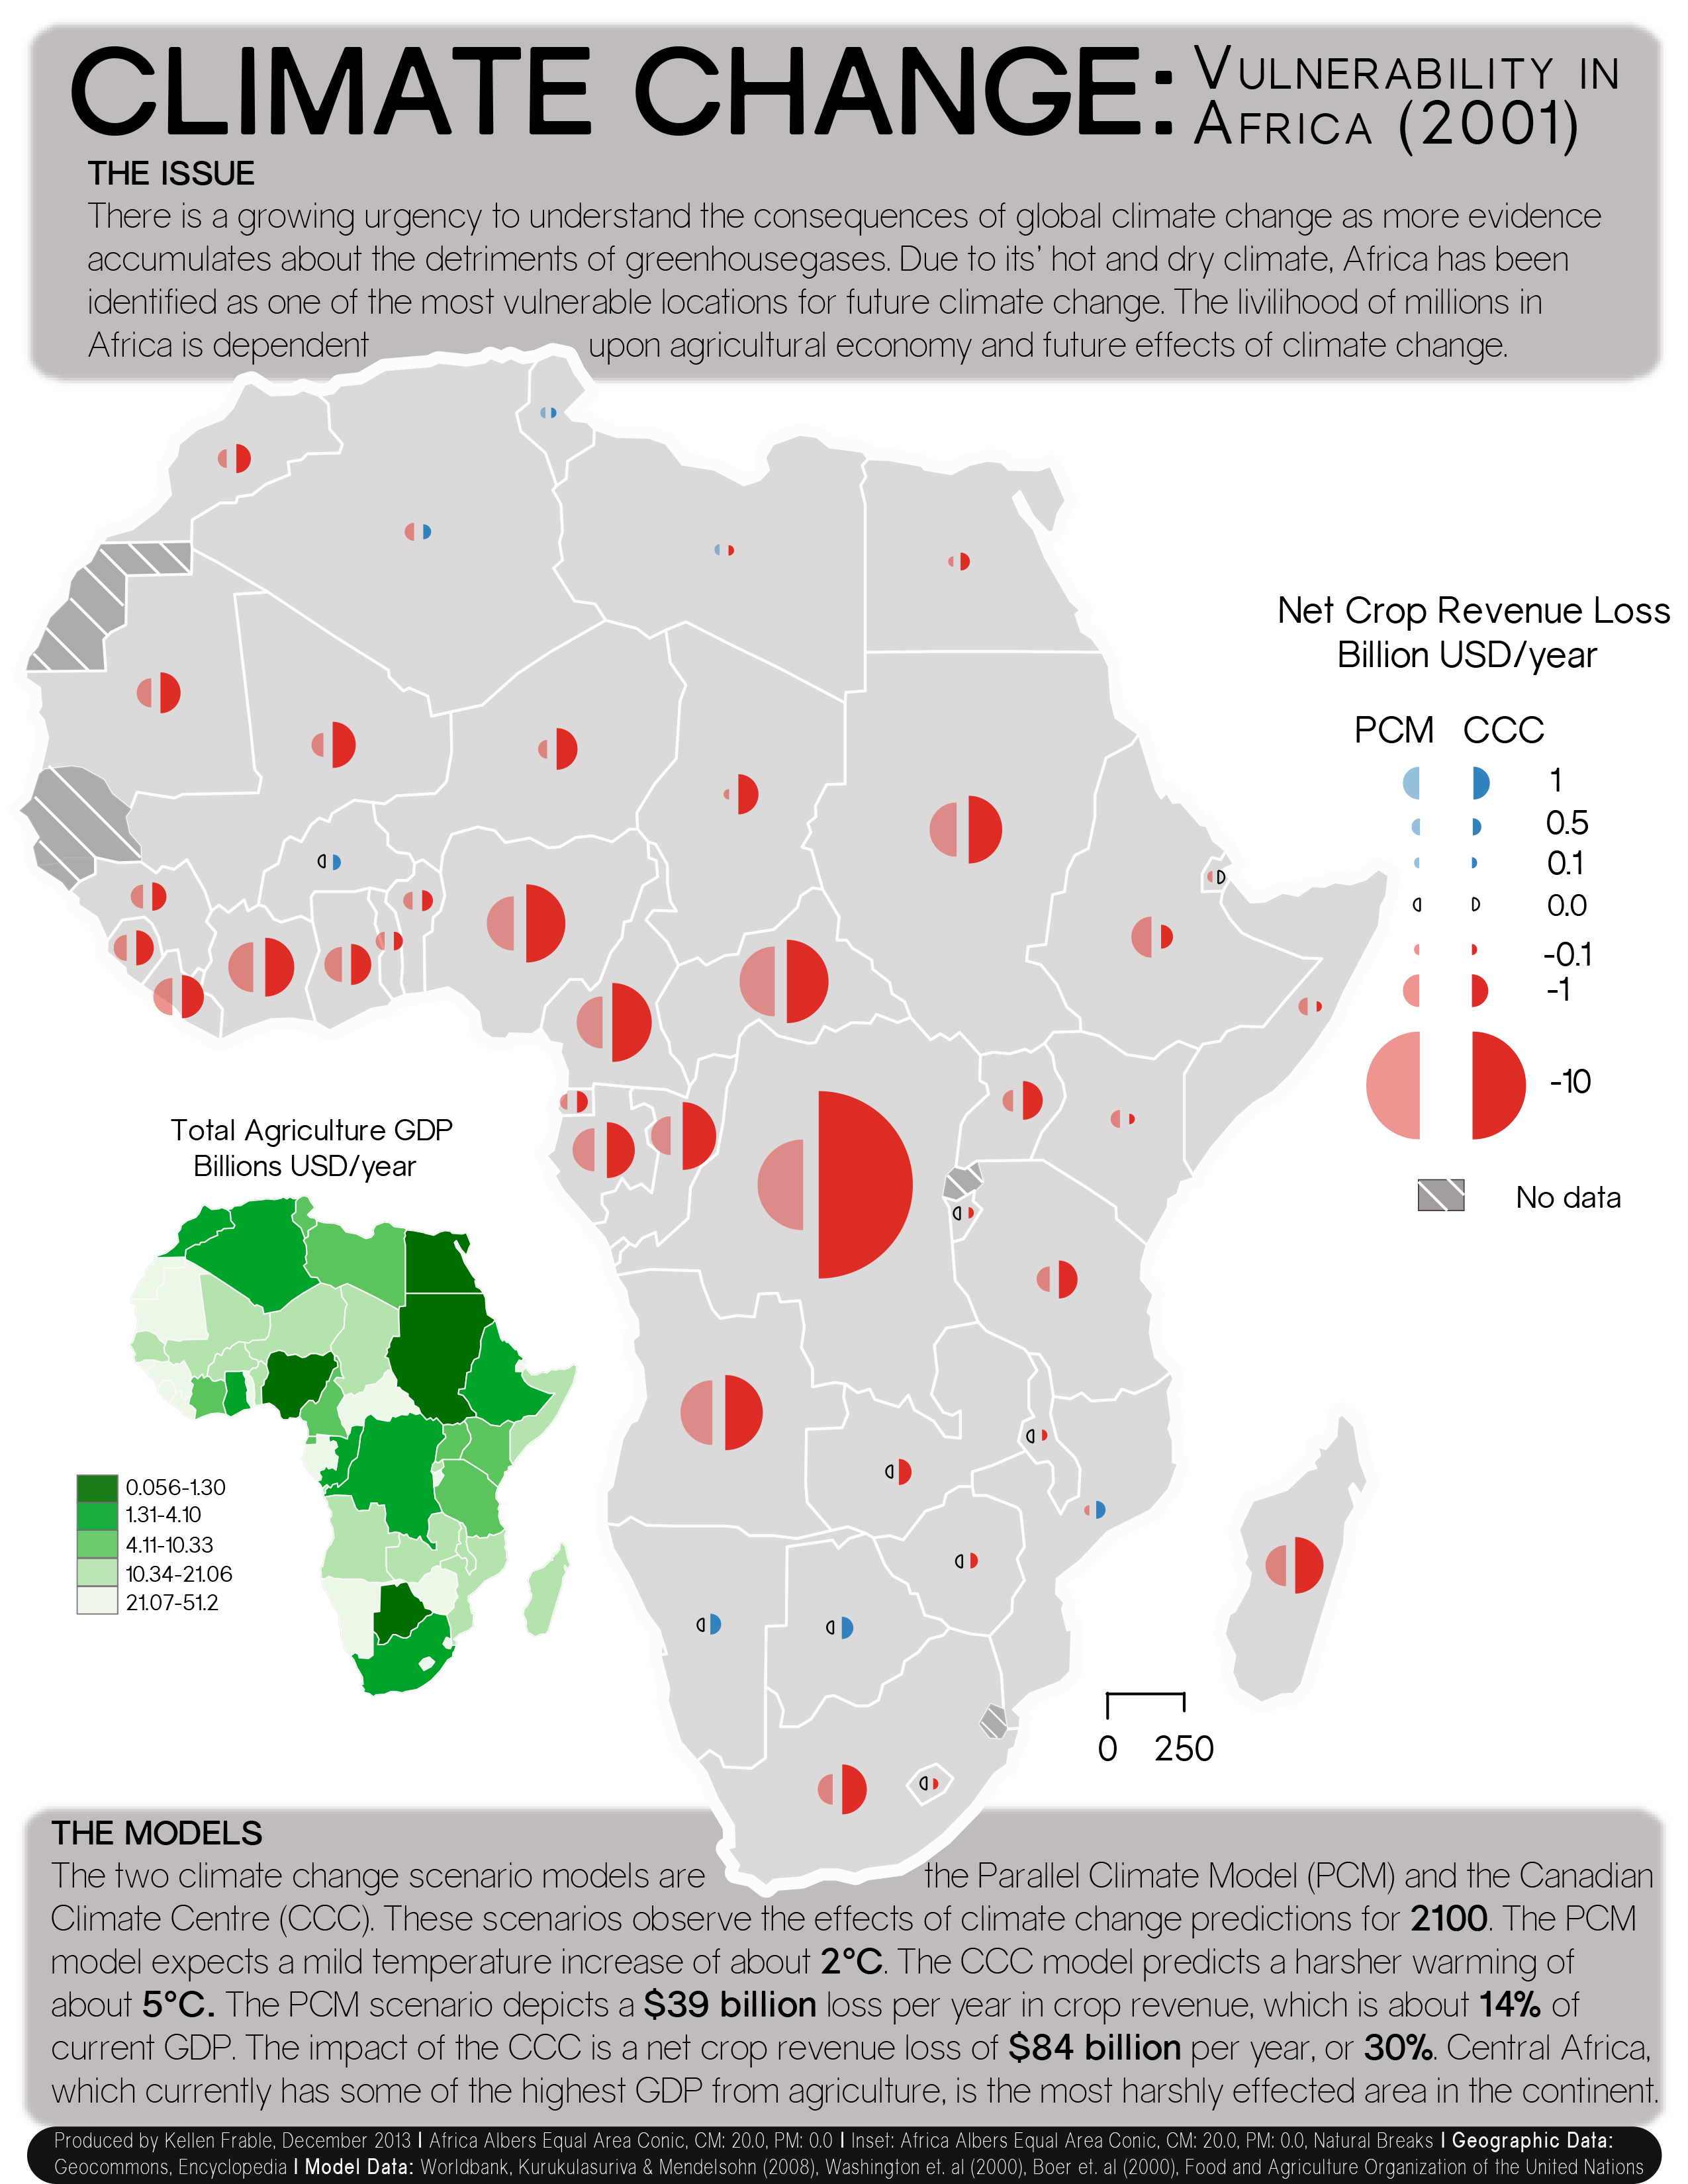 CLIMATE CHANGE: VULNERABILITY IN
AFRICA (2001)
THE ISSUE
There is a growing urgency to understand the consequences of global climate change as more evidence
accumulates about the detriments of greenhousegases. Due to its' hot and dry climate, Africa has been
identified as one of the most vulnerable locations for future climate change. The livilihood of millions in
Africa is dependent upon agricultural economy and future effects of climate change.
Net Crop Revenue Loss
Billion USD/year
PCM CCC
1
0.5
0.1
0.0
-0.1
-1
-10
No data
Total Agriculture GDP
Billions USD/year
0.056-1.30
1.31-4.10
4.11-10.33
10.34-21.06
21.07-51.2
0 250
THE MODELS
The two climate change scenario models are the Parallel Climate Model (PCM) and the Canadian
Climate Centre (CCC). These scenarios observe the effects of climate change predictions for 2100. The PCM
model expects a mild temperature increase of about 2°C. The CCC model predicts a harsher warming of
about 5°C. The PCM scenario depicts a $39 billion loss per year in crop revenue, which is about 14% of
current GDP. The impact of the CCC is a net crop revenue loss of $84 billion per year, or 30%. Central Africa,
which currently has some of the highest GDP from agriculture, is the most harshly effected area in the continent.
Produced by Kellen Frable, December 2013 I Africa Albers Equal Area Conic, CM: 20.0, PM: 0.0 I Inset: Africa Albers Equal Area Conic, CM: 20.0, PM: 0.0, Natural Breaks I Geographic Data:
Geocommons, Encyclopedia I Model Data: Worldbank, Kurukulasuriva & Mendelsohn (2008), Washington et. al (2000), Boer et. al (2000), Food and Agriculture Organization of the United Nations